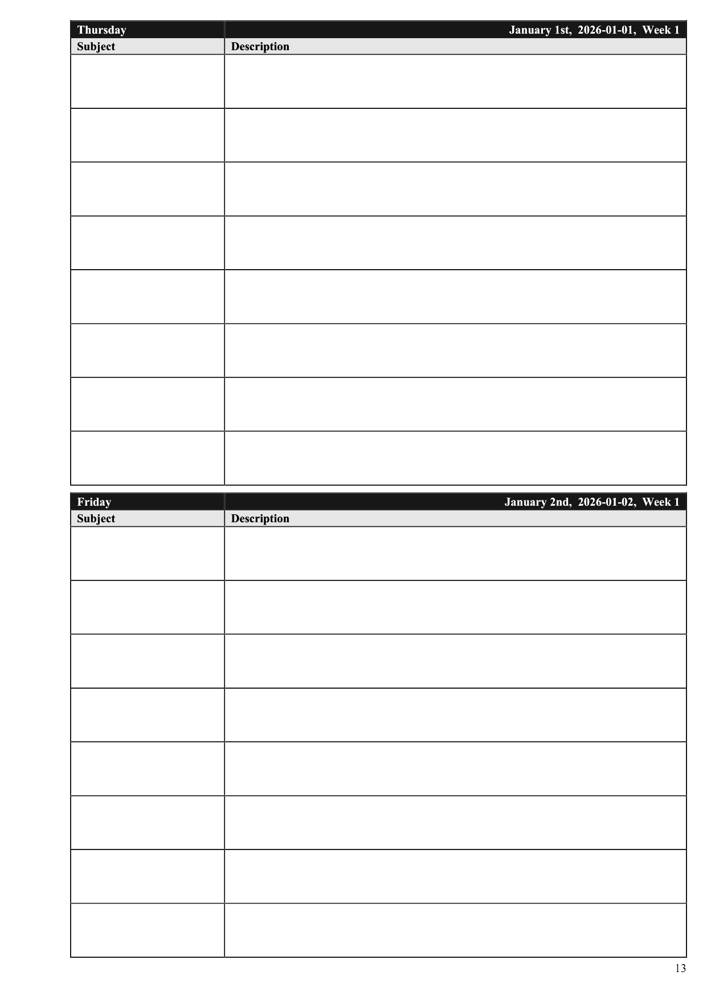 Thursday January 1st, 2026-01-01, Week 1
Subject Description
Friday January 2nd, 2026-01-02, Week 1
Subject Description
13